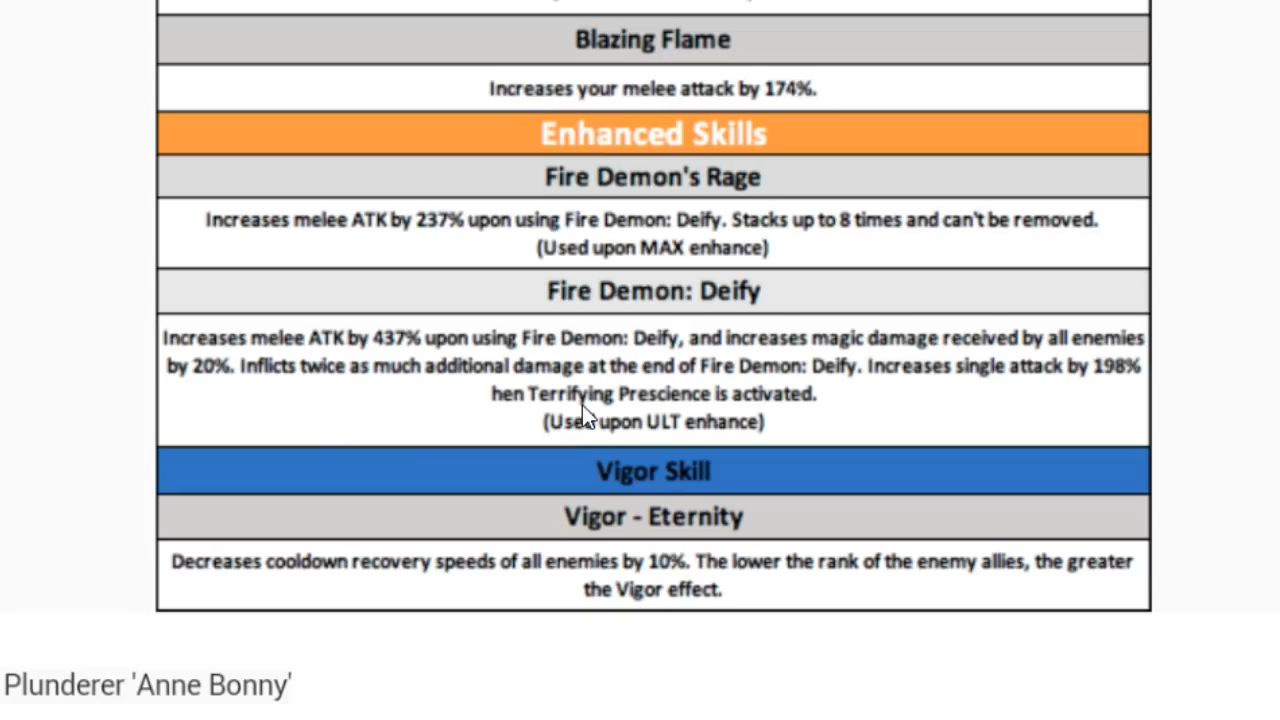 Blazing Flame
Increases your melee attack by 174%.
Enhanced Skills
Fire Demon's Rage
Increases melee ATK by 237% upon using Fire Demon: Deify. Stacks up to 8 times and can't be removed.
(Used upon MAX enhance)
Fire Demon: Deify
Increases melee ATK by 437% upon using Fire Demon: Deify, and increases magic damage received by all enemies
by 20%. Inflicts twice as much additional damage at the end of Fire Demon: Deify. Increases single attack by 198%
hen Terrifying Prescience is activated.
(Used upon ULT enhance)
Vigor Skill
Vigor - Eternity
Decreases cooldown recovery speeds of all enemies by 10%. The lower the rank of the enemy allies, the greater
the Vigor effect.
Plunderer 'Anne Bonny'